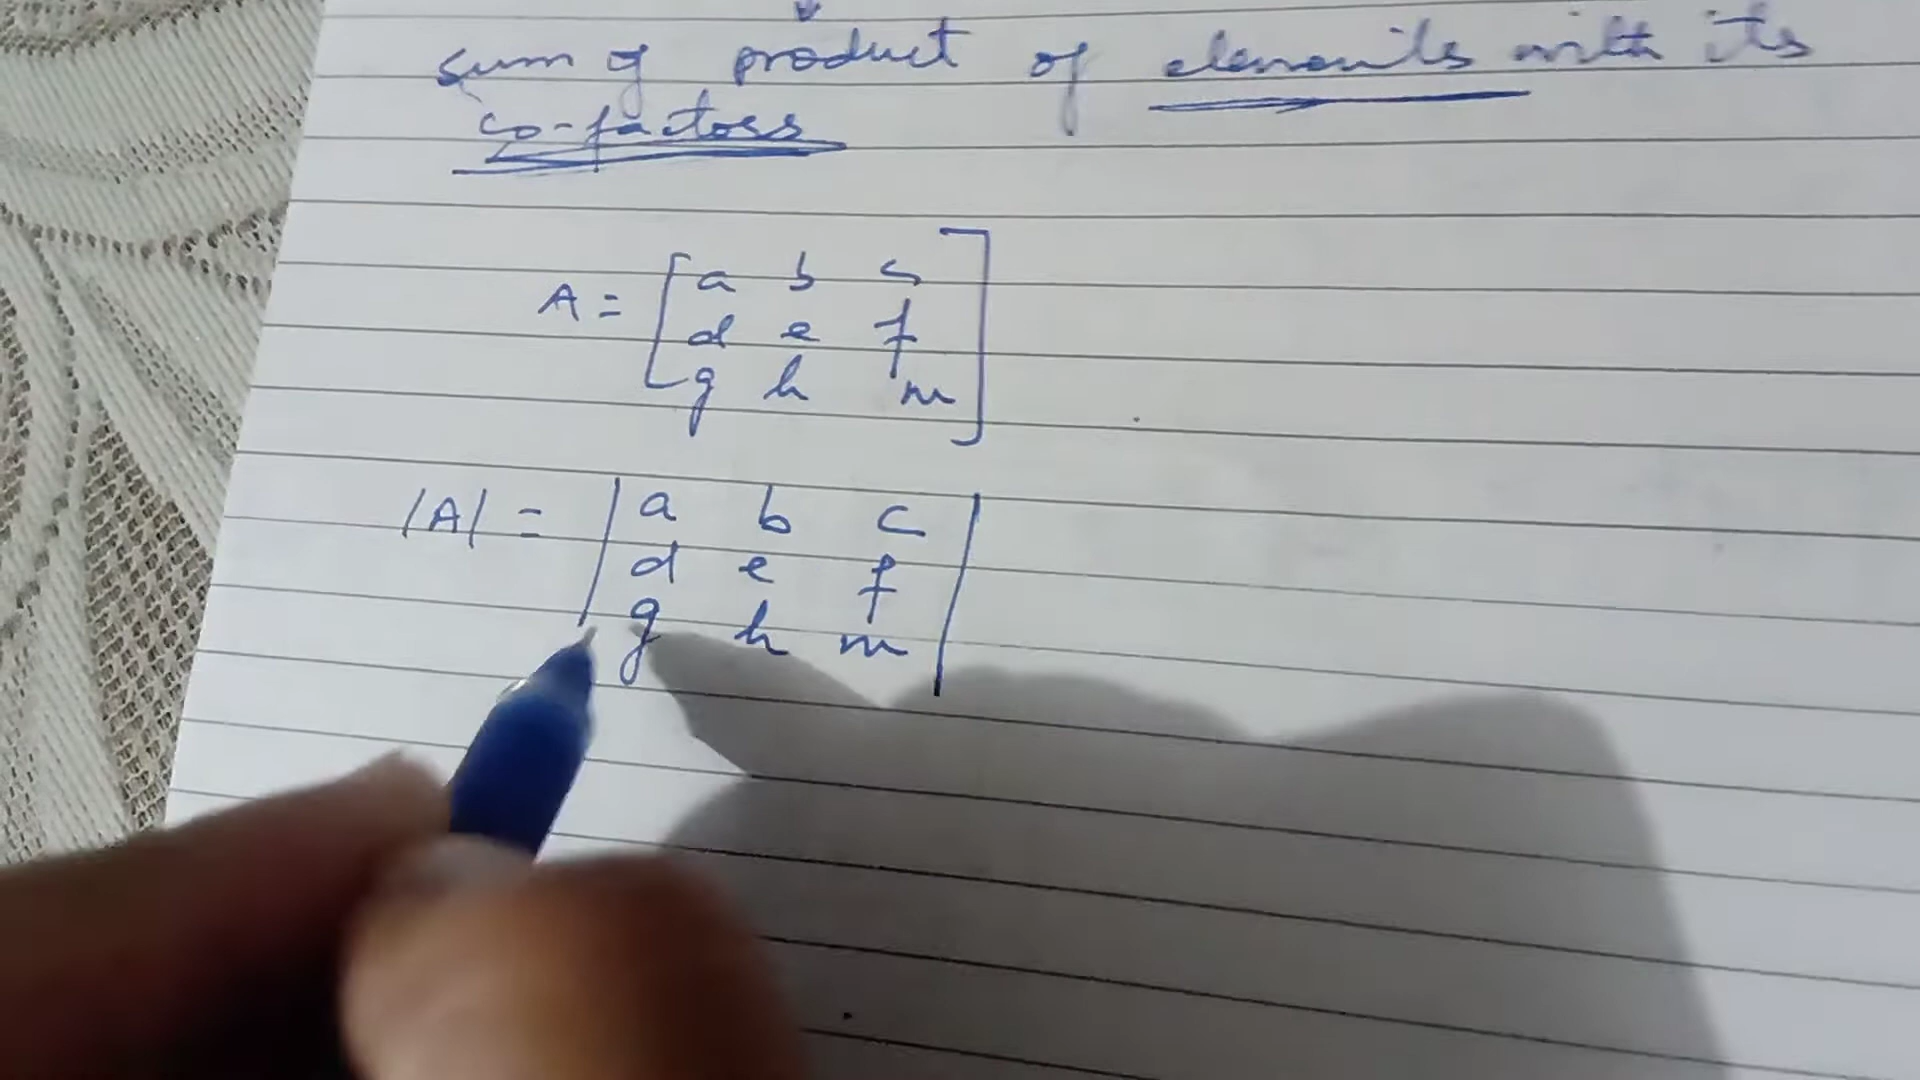 sum of product of elements with its
co-factors
A = [ a b c
d e f
g h m ]
|A| = | a b c |
d e f
g h m